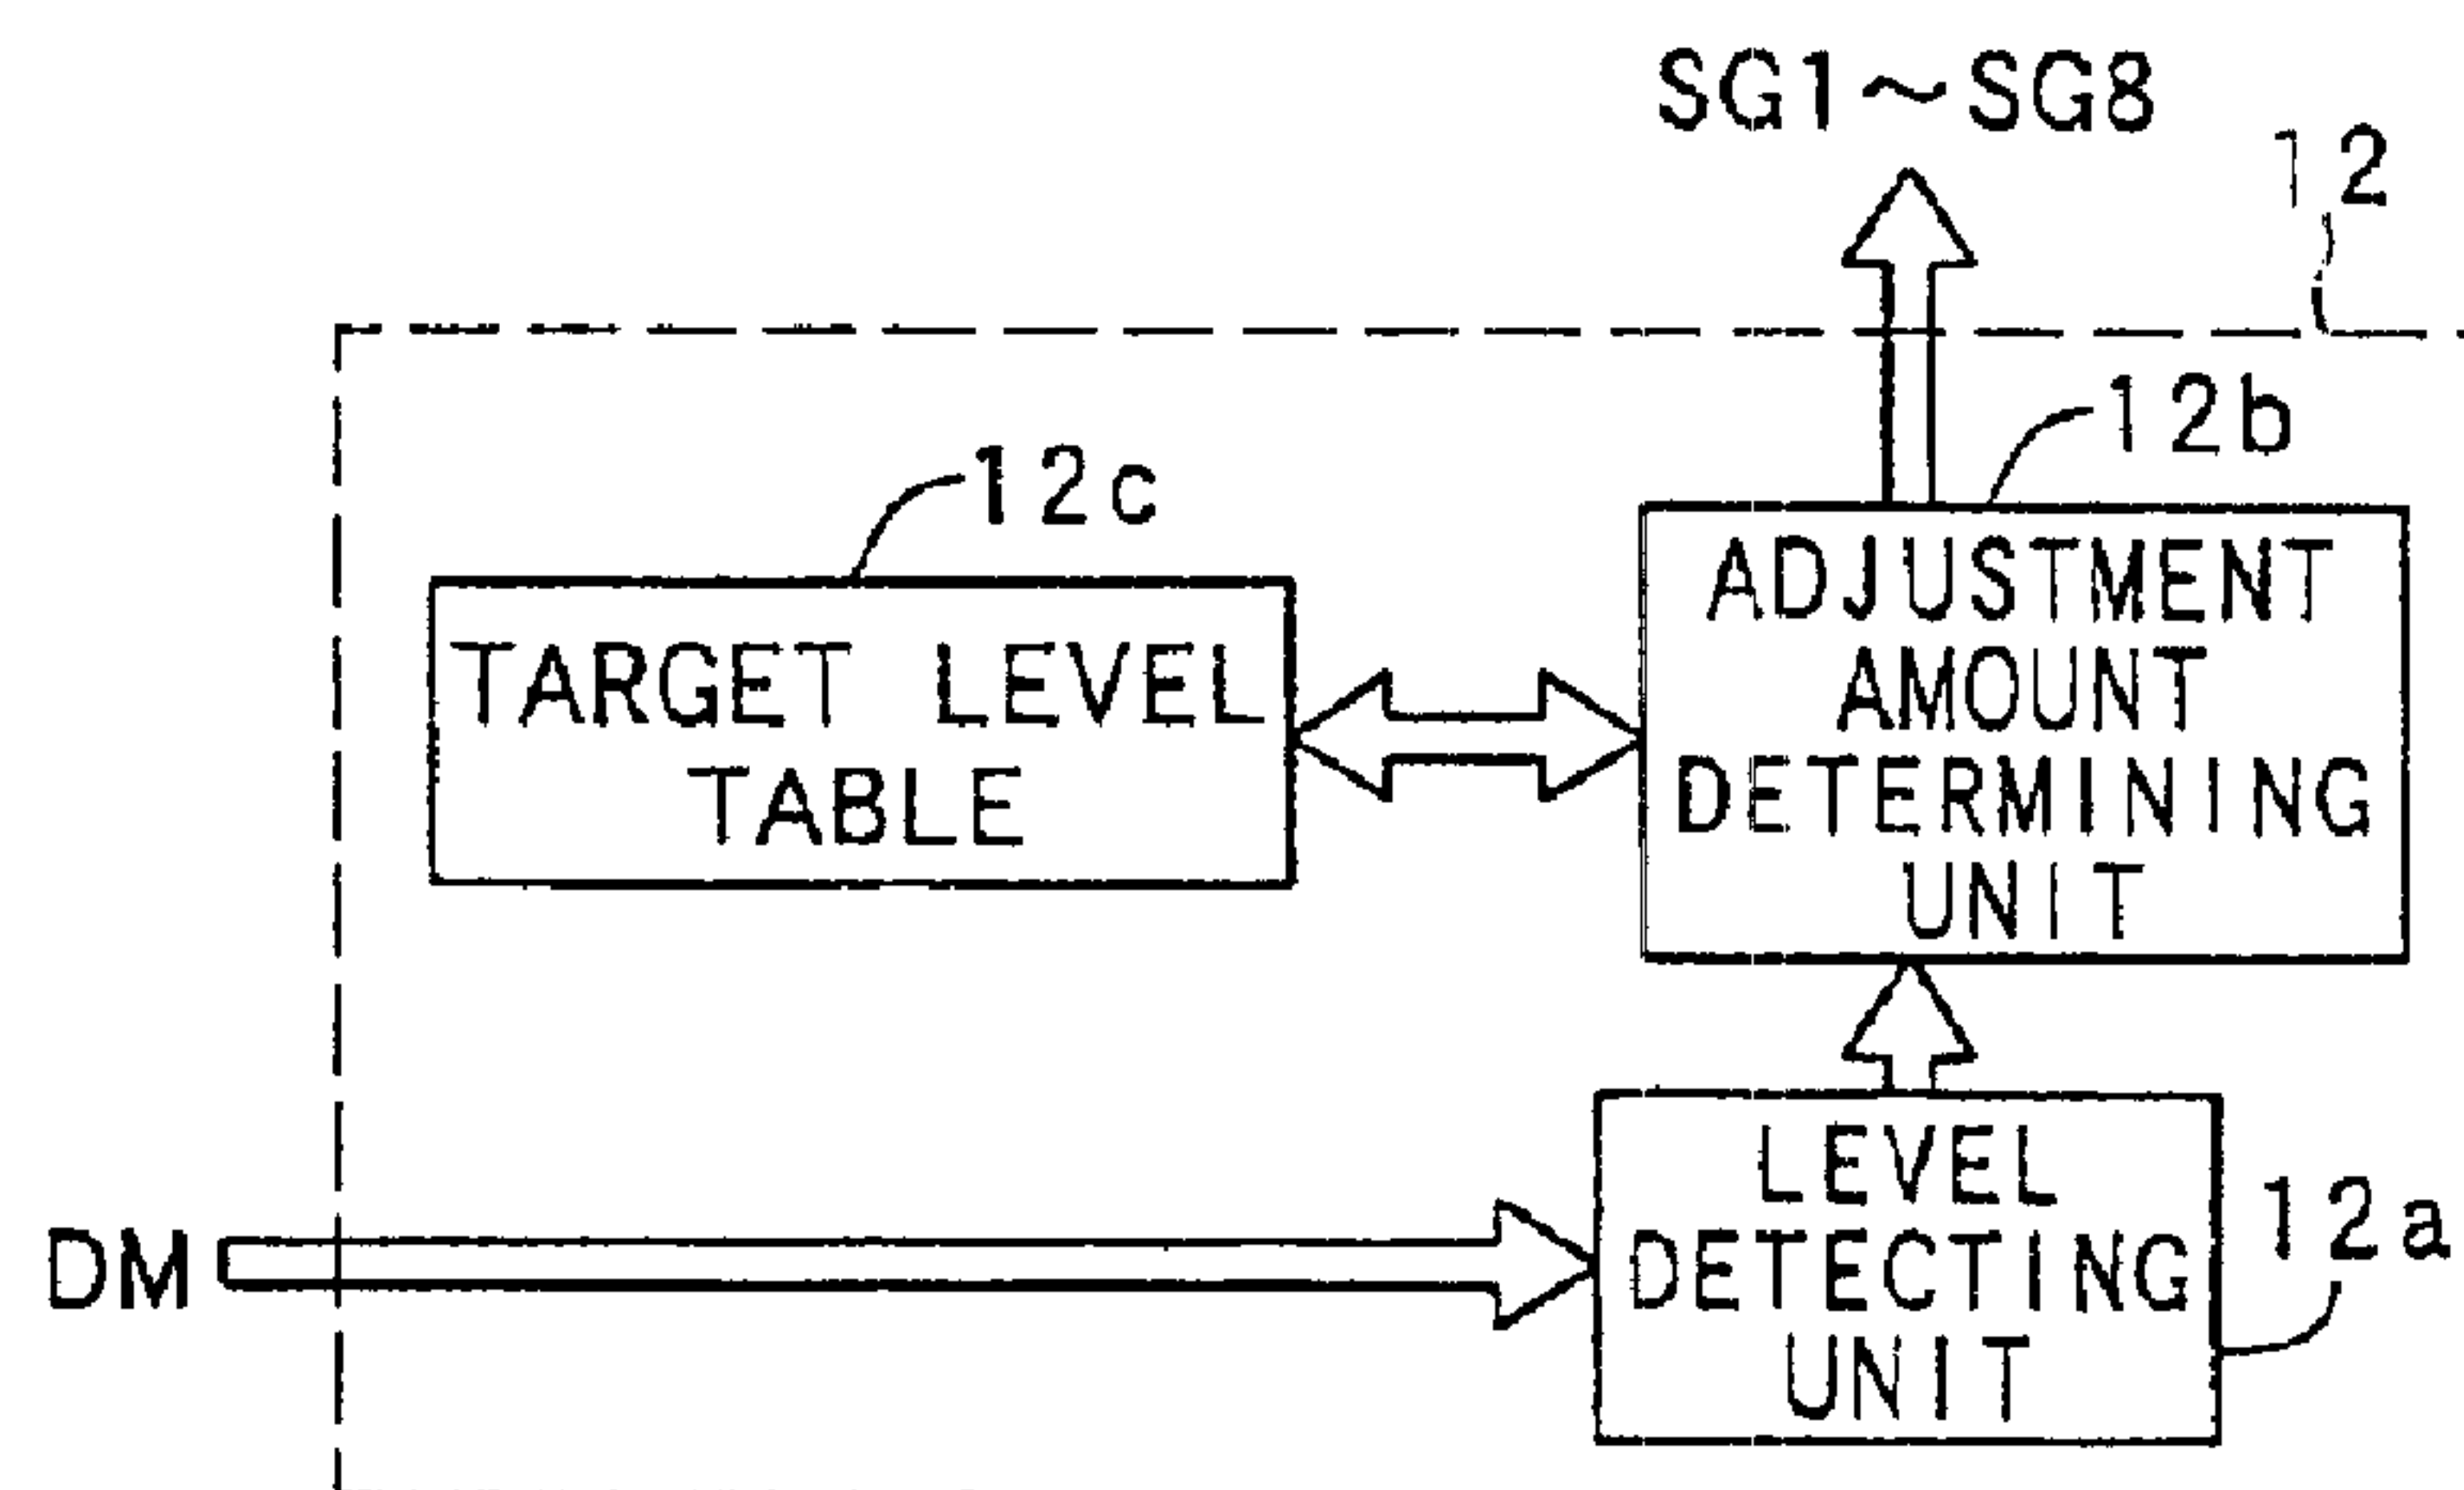 SG1~SG8
12
12b
12c
ADJUSTMENT
AMOUNT
DETERMINING
UNIT
TARGET LEVEL
TABLE
LEVEL
DETECTING
UNIT
12a
DM